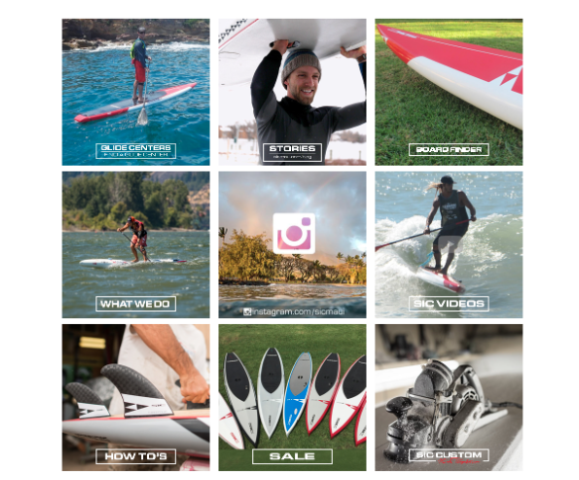 GLIDE CENTERS
STORIES
BOARD FINDER
WHAT WE DO
instagram.com/sicmaui
SIC VIDEOS
HOW TO'S
SALE
SIC CUSTOM